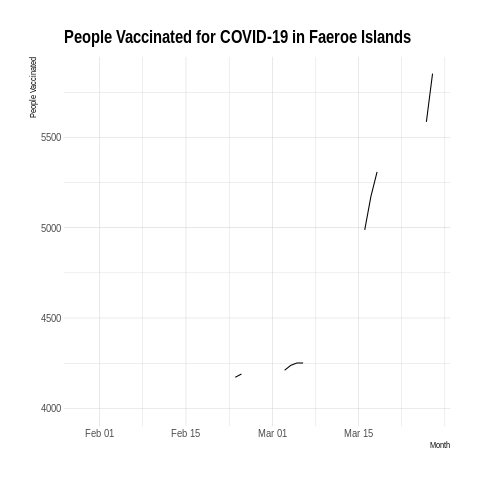 People Vaccinated for COVID-19 in Faeroe Islands
People Vaccinated
5500
5000
4500
4000
Feb 01 Feb 15 Mar 01 Mar 15
Month